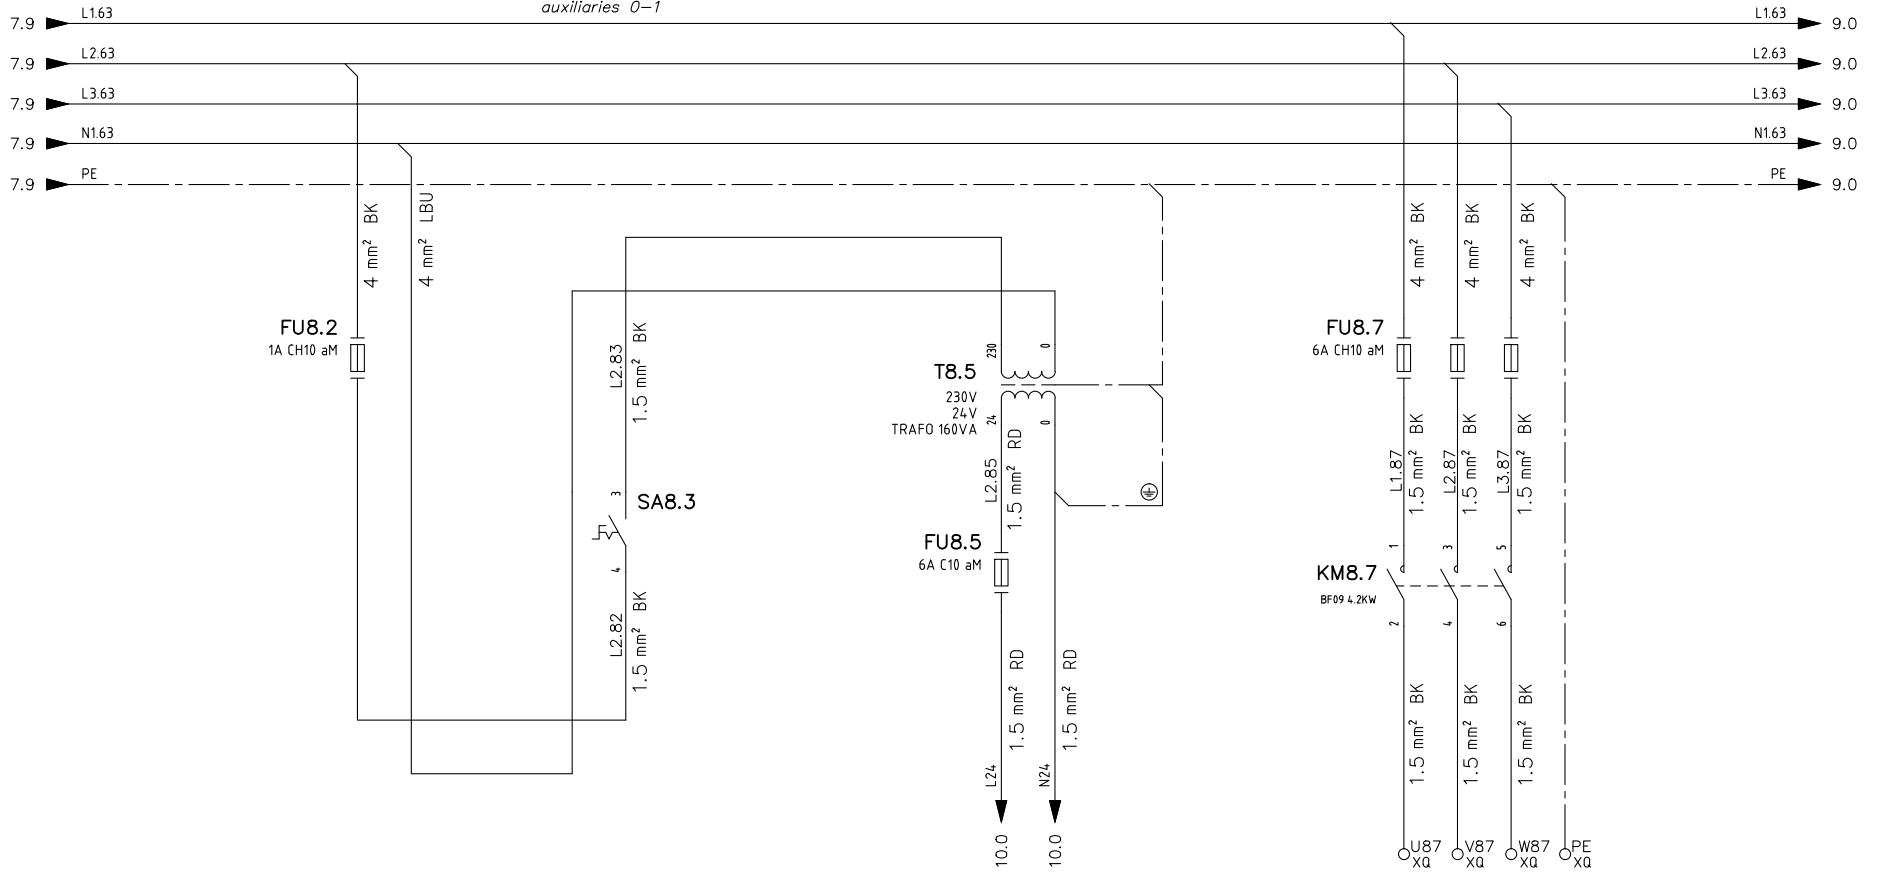 auxiliaries 0-1
7.9 L1.63 L1.63 9.0
7.9 L2.63 L2.63 9.0
7.9 L3.63 L3.63 9.0
7.9 N1.63 N1.63 9.0
7.9 PE PE 9.0
4 mm² BK
4 mm² LBU
4 mm² BK
4 mm² BK
4 mm² BK
FU8.2
1A CH10 aM
L2.83
1.5 mm² BK
3
SA8.3
4
L2.82
1.5 mm² BK
230
0
T8.5
230V
24V
TRAFO 160VA
24
0
L2.85
1.5 mm² RD
FU8.5
6A C10 aM
1.5 mm² RD
1.5 mm² RD
L24
N24
10.0
10.0
FU8.7
6A CH10 aM
L1.87
1.5 mm² BK
L2.87
1.5 mm² BK
L3.87
1.5 mm² BK
1
3
5
KM8.7
BF09 4.2KW
2
4
6
1.5 mm² BK
1.5 mm² BK
1.5 mm² BK
U87
XQ
V87
XQ
W87
XQ
PE
XQ